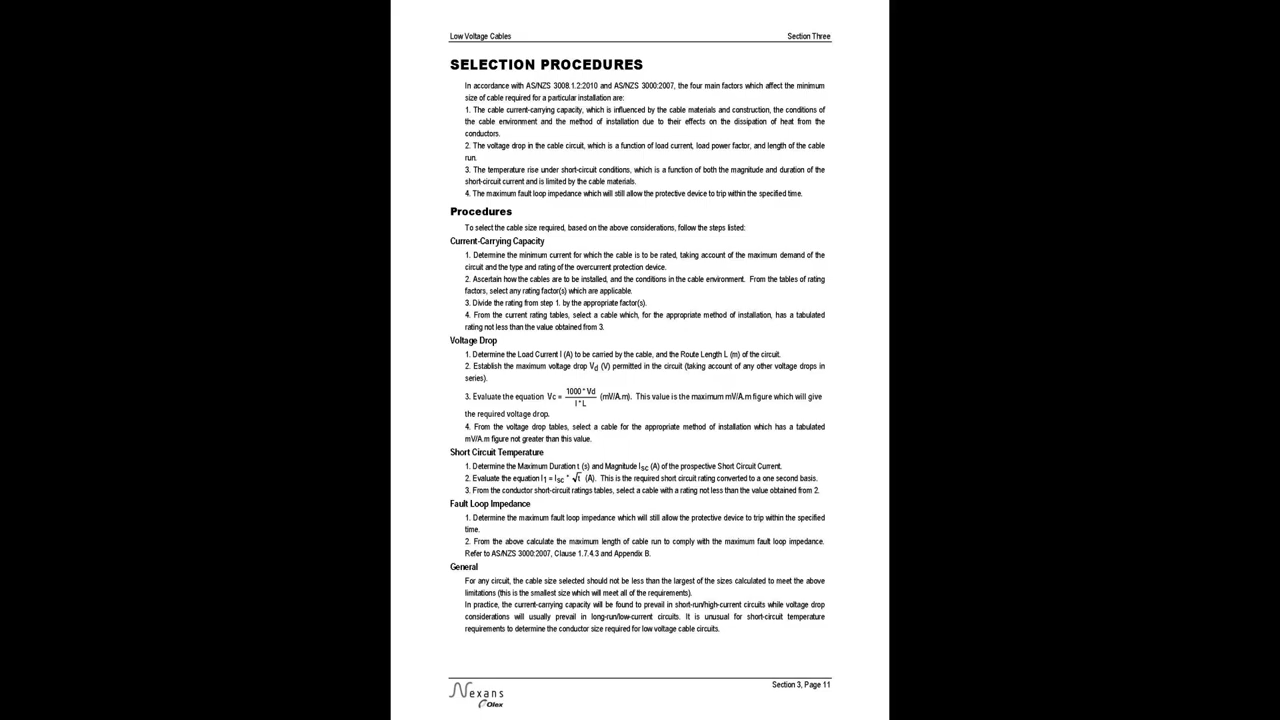 Low Voltage Cables Section Three
SELECTION PROCEDURES
In accordance with AS/NZS 3008.1.2:2010 and AS/NZS 3000:2007, the four main factors which affect the minimum
size of cable required for a particular installation are:
1. The cable current-carrying capacity, which is influenced by the cable materials and construction, the conditions of
the cable environment and the method of installation due to their effects on the dissipation of heat from the
conductors.
2. The voltage drop in the cable circuit, which is a function of load current, load power factor, and length of the cable
run.
3. The temperature rise under short-circuit conditions, which is a function of both the magnitude and duration of the
short-circuit current and is limited by the cable materials.
4. The maximum fault loop impedance which will still allow the protective device to trip within the specified time.
Procedures
To select the cable size required, based on the above considerations, follow the steps listed:
Current-Carrying Capacity
1. Determine the minimum current for which the cable is to be rated, taking account of the maximum demand of the
circuit and the type and rating of the overcurrent protection device.
2. Ascertain how the cables are to be installed, and the conditions in the cable environment. From the tables of rating
factors, select any rating factor(s) which are applicable.
3. Divide the rating from step 1. by the appropriate factor(s).
4. From the current rating tables, select a cable which, for the appropriate method of installation, has a tabulated
rating not less than the value obtained from 3.
Voltage Drop
1. Determine the Load Current I (A) to be carried by the cable, and the Route Length L (m) of the circuit.
2. Establish the maximum voltage drop Vd (V) permitted in the circuit (taking account of any other voltage drops in
series).
3. Evaluate the equation Vc = 1000 * Vd / I * L (mV/A.m). This value is the maximum mV/A.m figure which will give
the required voltage drop.
4. From the voltage drop tables, select a cable for the appropriate method of installation which has a tabulated
mV/A.m figure not greater than this value.
Short Circuit Temperature
1. Determine the Maximum Duration t (s) and Magnitude Isc (A) of the prospective Short Circuit Current.
2. Evaluate the equation I1 = Isc * √t (A). This is the required short circuit rating converted to a one second basis.
3. From the conductor short-circuit ratings tables, select a cable with a rating not less than the value obtained from 2.
Fault Loop Impedance
1. Determine the maximum fault loop impedance which will still allow the protective device to trip within the specified
time.
2. From the above calculate the maximum length of cable run to comply with the maximum fault loop impedance.
Refer to AS/NZS 3000:2007, Clause 1.7.4.3 and Appendix B.
General
For any circuit, the cable size selected should not be less than the largest of the sizes calculated to meet the above
limitations (this is the smallest size which will meet all of the requirements).
In practice, the current-carrying capacity will be found to prevail in short-run/high-current circuits while voltage drop
considerations will usually prevail in long-run/low-current circuits. It is unusual for short-circuit temperature
requirements to determine the conductor size required for low voltage cable circuits.
Section 3, Page 11
Nexans
Olex